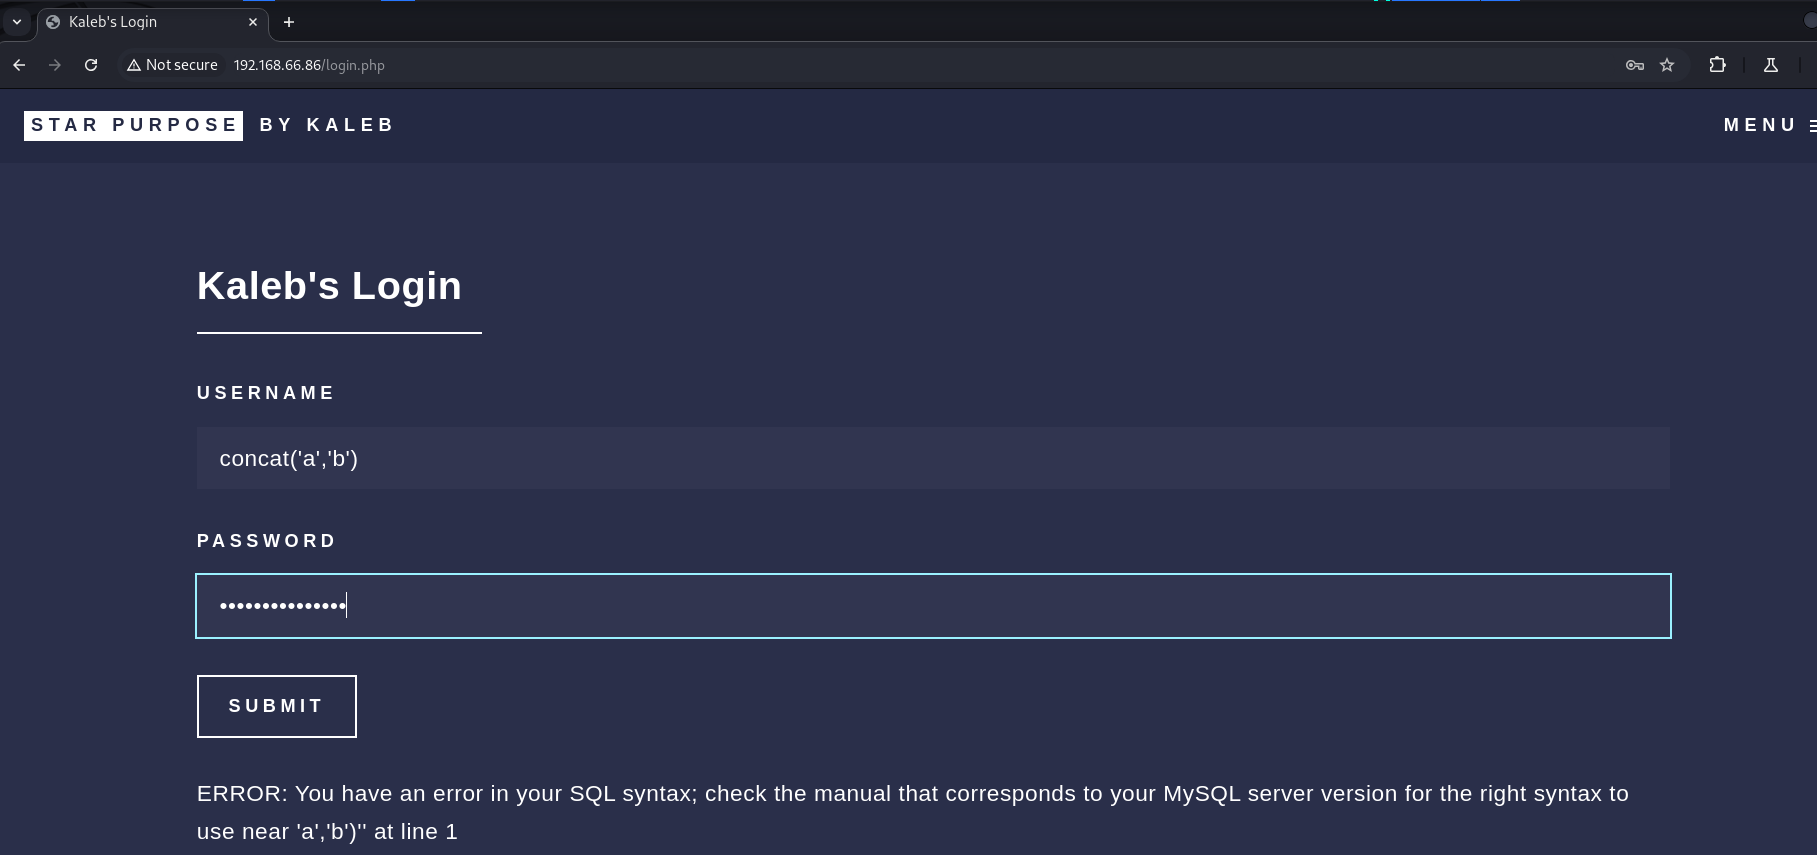 Kaleb's Login
Not secure 192.168.66.86/login.php
STAR PURPOSE BY KALEB
MENU
Kaleb's Login
USERNAME
concat('a','b')
PASSWORD
•••••••••••••••
SUBMIT
ERROR: You have an error in your SQL syntax; check the manual that corresponds to your MySQL server version for the right syntax to
use near 'a','b')'' at line 1